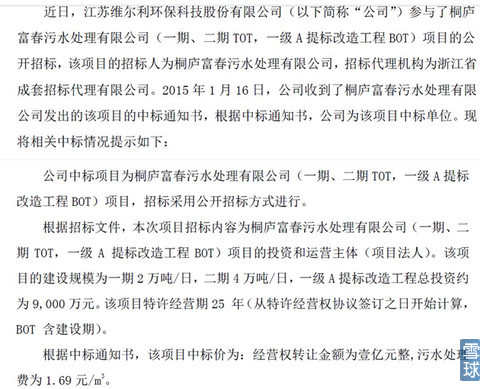 近日，江苏维尔利环保科技股份有限公司（以下简称“公司”）参与了桐
庐富春污水处理有限公司（一期、二期 TOT，一级 A 提标改造工程 BOT）项目的公
开招标，该项目的招标人为桐庐富春污水处理有限公司，招标代理机构为浙江省
成套招标代理有限公司。2015 年 1 月 16 日，公司收到了桐庐富春污水处理有限
公司发出的该项目的中标通知书，根据中标通知书，公司为该项目中标单位。现
将相关中标情况提示如下：
公司中标项目为桐庐富春污水处理有限公司（一期、二期 TOT，一级 A 提标
改造工程 BOT）项目，招标采用公开招标方式进行。
根据招标文件，本次项目招标内容为桐庐富春污水处理有限公司（一期、二
期 TOT，一级 A 提标改造工程 BOT）项目的投资和运营主体（项目法人）。该项
目的建设规模为一期 2 万吨/日，二期 4 万吨/日，一级 A 提标改造工程总投资约
为 9,000 万元。该项目特许经营期 25 年（从特许经营权协议签订之日开始计算，
BOT 含建设期）。
根据中标通知书，该项目中标价为：经营权转让金额为壹亿元整，污水处理
费为 1.69 元/m³。
雪球